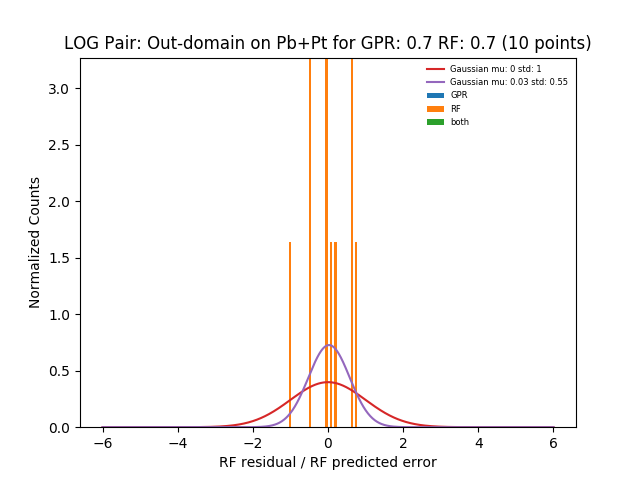 LOG Pair: Out-domain on Pb+Pt for GPR: 0.7 RF: 0.7 (10 points)
Gaussian mu: 0 std: 1
Gaussian mu: 0.03 std: 0.55
GPR
RF
both
Normalized Counts
3.0
2.5
2.0
1.5
1.0
0.5
0.0
−6 −4 −2 0 2 4 6
RF residual / RF predicted error